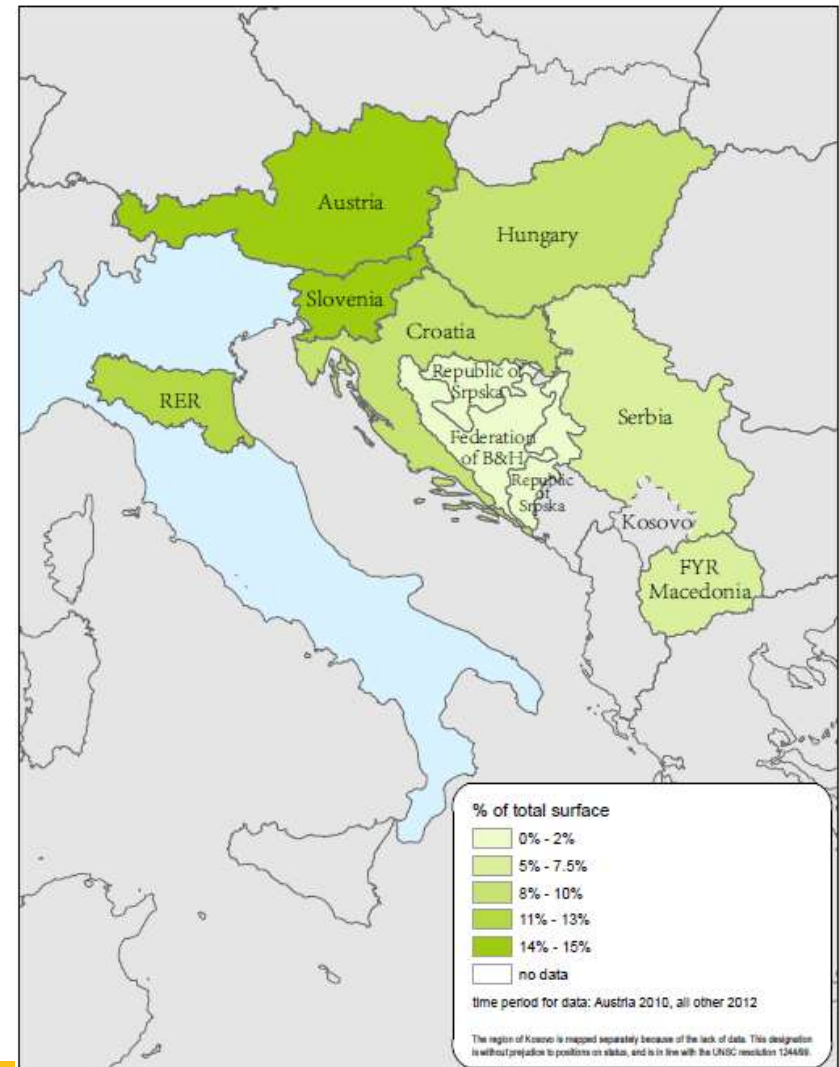 Austria
Hungary
Slovenia
Croatia
RER
Republic of
Srpska
Serbia
Federation
of B&H
Republic
of
Srpska
Kosovo
FYR
Macedonia
% of total surface
0% - 2%
5% - 7.5%
8% - 10%
11% - 13%
14% - 15%
no data
time period for data: Austria 2010, all other 2012
The region of Kosovo is mapped separately because of the lack of data. This designation
is without prejudice to positions on status, and is in line with the UNSC resolution 1244/99.